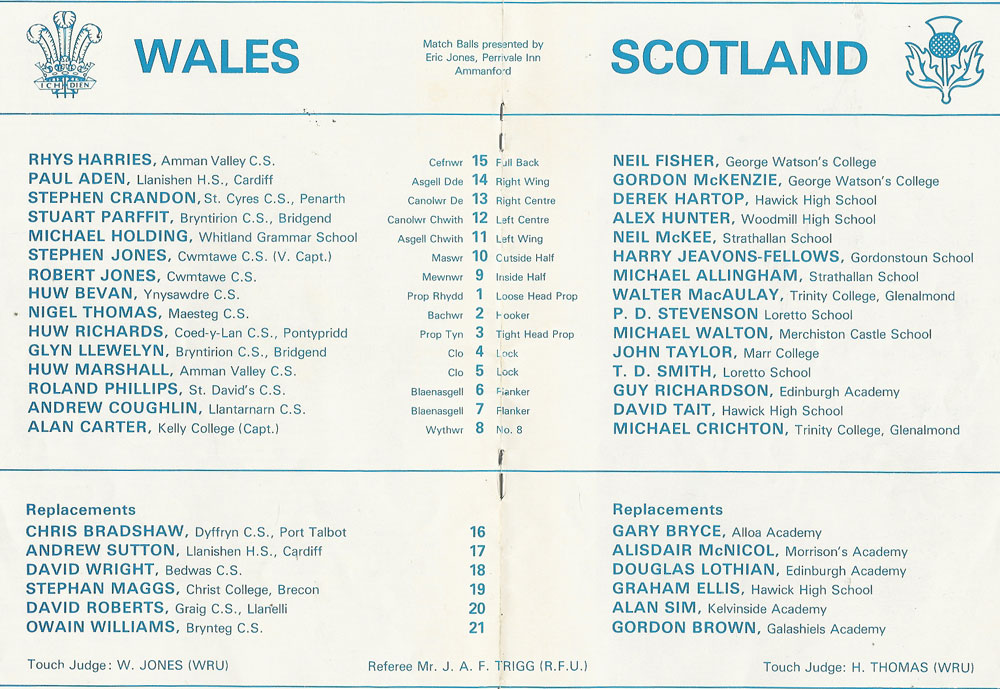 WALES
Match Balls presented by
Eric Jones, Perrivale Inn
Ammanford
SCOTLAND
ICH DIEN
RHYS HARRIES, Amman Valley C.S. Cefnwr 15 Full Back NEIL FISHER, George Watson's College
PAUL ADEN, Llanishen H.S., Cardiff Asgell Dde 14 Right Wing GORDON McKENZIE, George Watson's College
STEPHEN CRANDON, St. Cyres C.S., Penarth Canolwr De 13 Right Centre DEREK HARTOP, Hawick High School
STUART PARFFIT, Bryntirion C.S., Bridgend Canolwr Chwith 12 Left Centre ALEX HUNTER, Woodmill High School
MICHAEL HOLDING, Whitland Grammar School Asgell Chwith 11 Left Wing NEIL McKEE, Strathallan School
STEPHEN JONES, Cwmtawe C.S. (V. Capt.) Maswr 10 Outside Half HARRY JEAVONS-FELLOWS, Gordonstoun School
ROBERT JONES, Cwmtawe C.S. Mewnwr 9 Inside Half MICHAEL ALLINGHAM, Strathallan School
HUW BEVAN, Ynysawdre C.S. Prop Rhydd 1 Loose Head Prop WALTER MacAULAY, Trinity College, Glenalmond
NIGEL THOMAS, Maesteg C.S. Bachwr 2 Hooker P. D. STEVENSON Loretto School
HUW RICHARDS, Coed-y-Lan C.S., Pontypridd Prop Tyn 3 Tight Head Prop MICHAEL WALTON, Merchiston Castle School
GLYN LLEWELYN, Bryntirion C.S., Bridgend Clo 4 Lock JOHN TAYLOR, Marr College
HUW MARSHALL, Amman Valley C.S. Clo 5 Lock T. D. SMITH, Loretto School
ROLAND PHILLIPS, St. David's C.S. Blaenasgell 6 Flanker GUY RICHARDSON, Edinburgh Academy
ANDREW COUGHLIN, Llantarnarn C.S. Blaenasgell 7 Flanker DAVID TAIT, Hawick High School
ALAN CARTER, Kelly College (Capt.) Wythwr 8 No. 8 MICHAEL CRICHTON, Trinity College, Glenalmond
Replacements Replacements
CHRIS BRADSHAW, Dyffryn C.S., Port Talbot 16 GARY BRYCE, Alloa Academy
ANDREW SUTTON, Llanishen H.S., Cardiff 17 ALISDAIR McNICOL, Morrison's Academy
DAVID WRIGHT, Bedwas C.S. 18 DOUGLAS LOTHIAN, Edinburgh Academy
STEPHAN MAGGS, Christ College, Brecon 19 GRAHAM ELLIS, Hawick High School
DAVID ROBERTS, Graig C.S., Llanelli 20 ALAN SIM, Kelvinside Academy
OWAIN WILLIAMS, Brynteg C.S. 21 GORDON BROWN, Galashiels Academy
Touch Judge: W. JONES (WRU) Referee Mr. J. A. F. TRIGG (R.F.U.) Touch Judge: H. THOMAS (WRU)